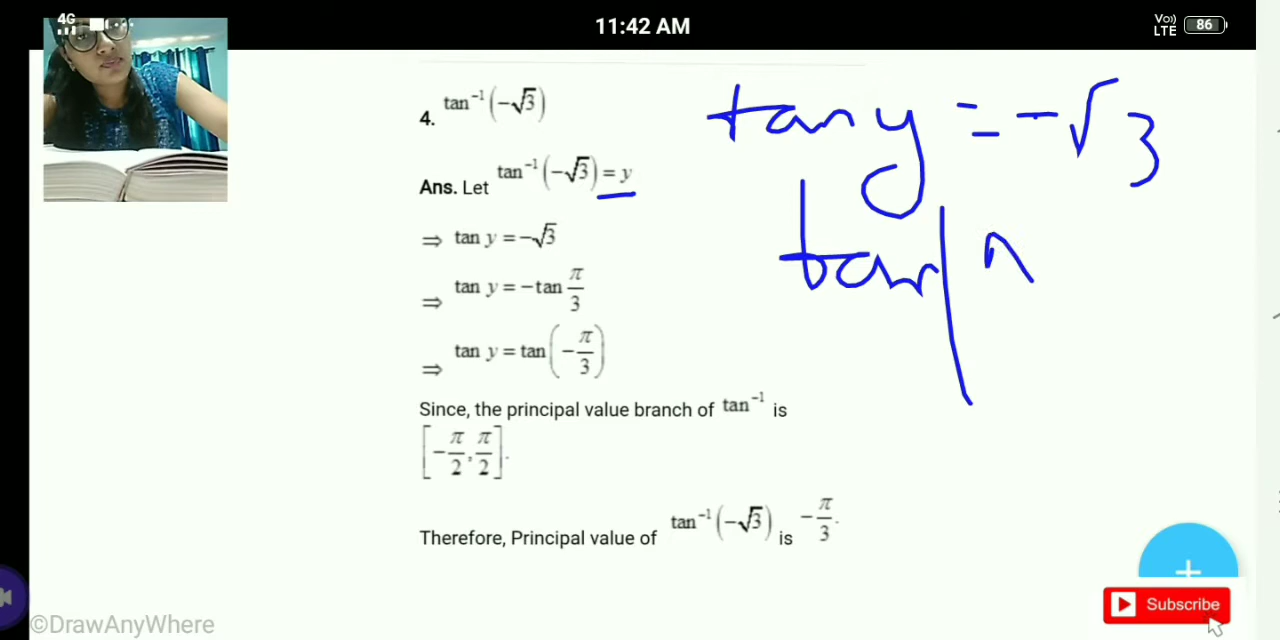 4G 11:42 AM Vo)) LTE 86
4. tan⁻¹(−√3)
Ans. Let tan⁻¹(−√3) = y
⇒ tan y = −√3
⇒ tan y = −tan π/3
⇒ tan y = tan(−π/3)
Since, the principal value branch of tan⁻¹ is
[−π/2, π/2].
Therefore, Principal value of tan⁻¹(−√3) is −π/3.
tan y = −√3
tan
Subscribe
©DrawAnyWhere